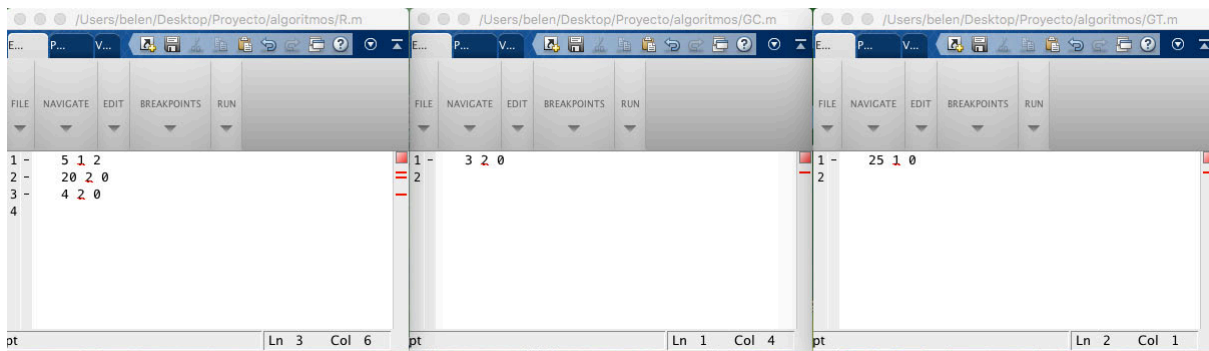 /Users/belen/Desktop/Proyecto/algoritmos/R.m
E... P... V...
FILE NAVIGATE EDIT BREAKPOINTS RUN
1 - 5 1 2
2 - 20 2 0
3 - 4 2 0
4
pt Ln 3 Col 6
/Users/belen/Desktop/Proyecto/algoritmos/GC.m
E... P... V...
FILE NAVIGATE EDIT BREAKPOINTS RUN
1 - 3 2 0
2
pt Ln 1 Col 4
/Users/belen/Desktop/Proyecto/algoritmos/GT.m
E... P... V...
FILE NAVIGATE EDIT BREAKPOINTS RUN
1 - 25 1 0
2
pt Ln 2 Col 1